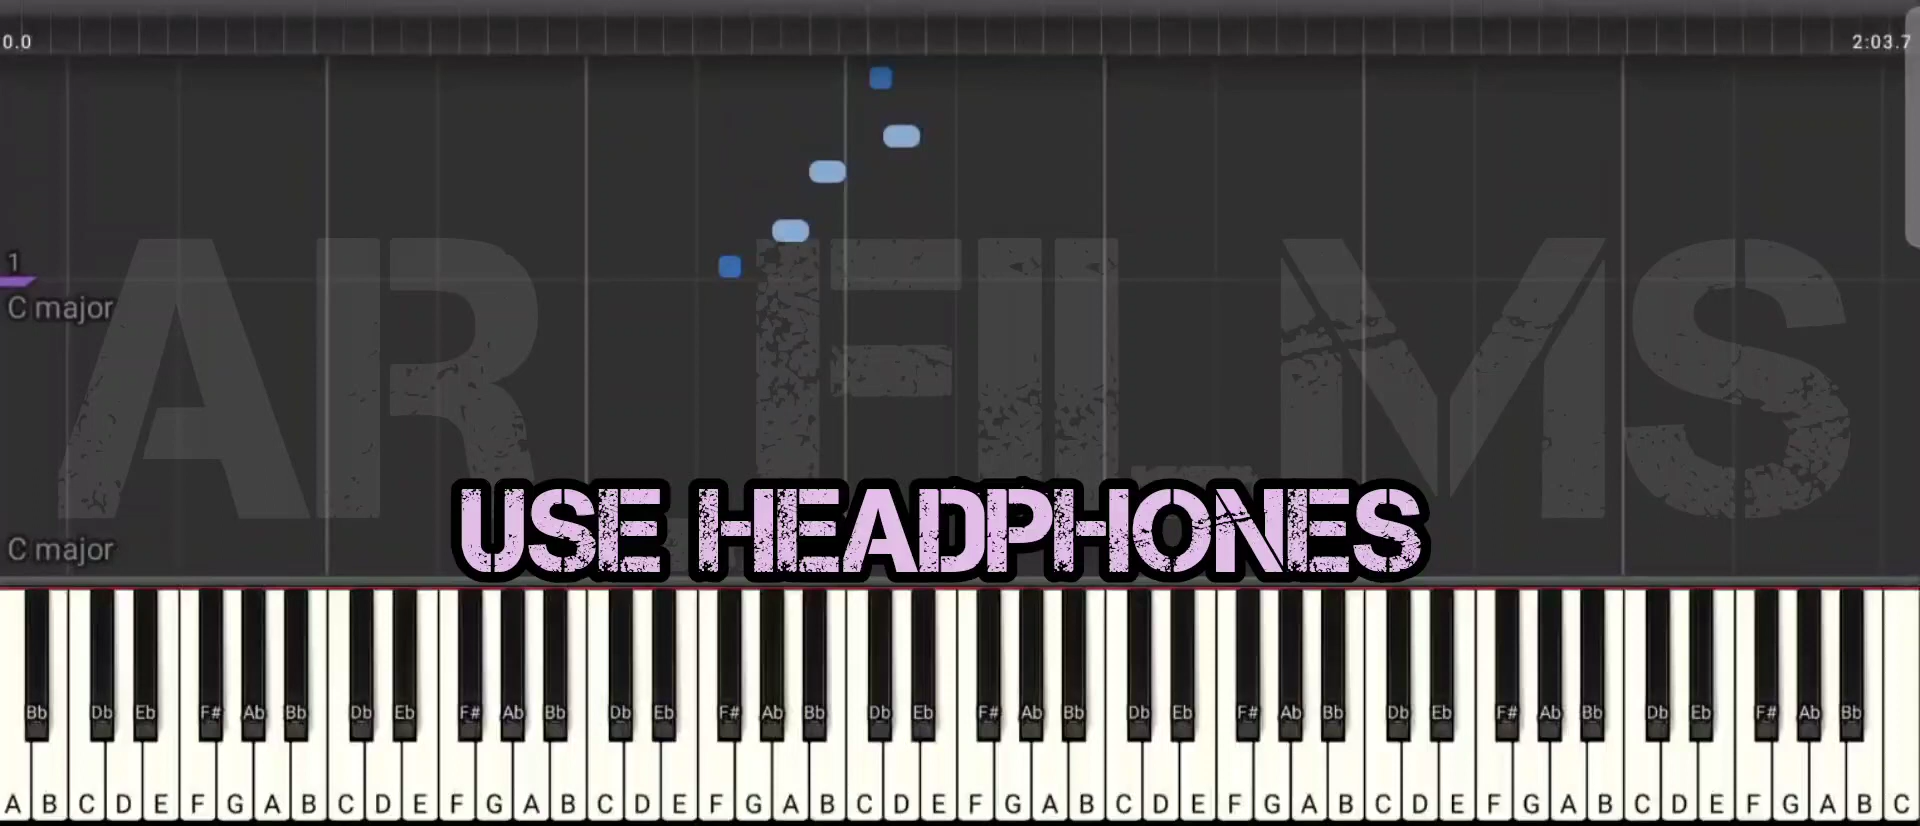 0.0 2:03.7
1
C major
AR FILMS
USE HEADPHONES
C major
Bb Db Eb F# Ab Bb Db Eb F# Ab Bb Db Eb F# Ab Bb Db Eb F# Ab Bb Db Eb F# Ab Bb Db Eb F# Ab Bb Db Eb F# Ab Bb
A B C D E F G A B C D E F G A B C D E F G A B C D E F G A B C D E F G A B C D E F G A B C D E F G A B C